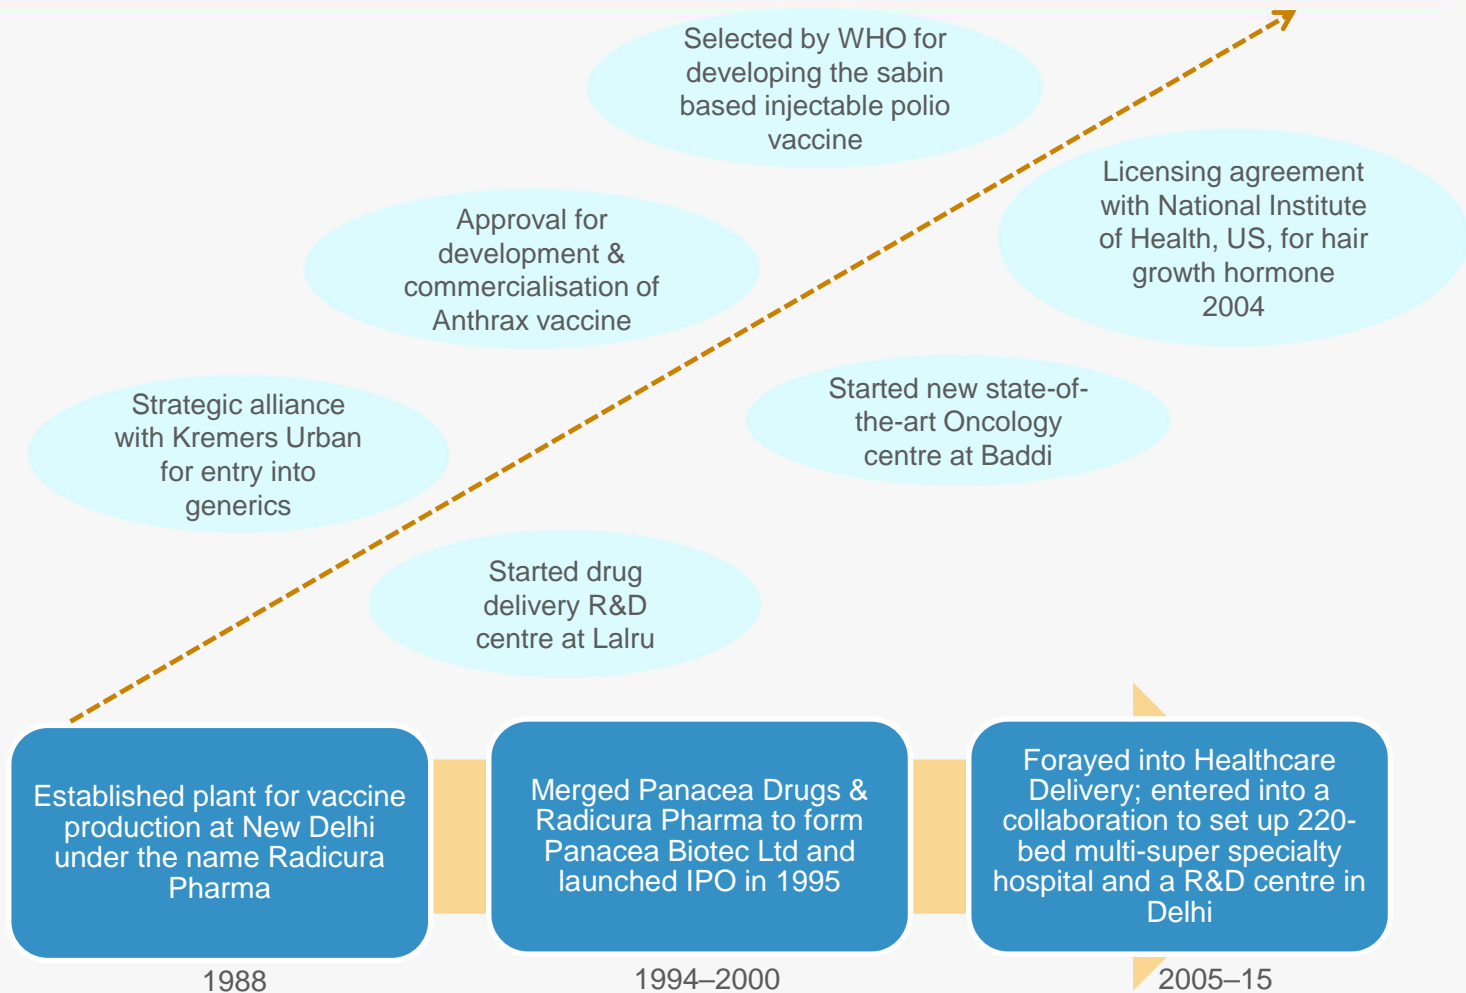 Selected by WHO for
developing the sabin
based injectable polio
vaccine
Licensing agreement
with National Institute
of Health, US, for hair
growth hormone
2004
Approval for
development &
commercialisation of
Anthrax vaccine
Started new state-of-
the-art Oncology
centre at Baddi
Strategic alliance
with Kremers Urban
for entry into
generics
Started drug
delivery R&D
centre at Lalru
Established plant for vaccine
production at New Delhi
under the name Radicura
Pharma
Merged Panacea Drugs &
Radicura Pharma to form
Panacea Biotec Ltd and
launched IPO in 1995
Forayed into Healthcare
Delivery; entered into a
collaboration to set up 220-
bed multi-super specialty
hospital and a R&D centre in
Delhi
1988
1994–2000
2005–15